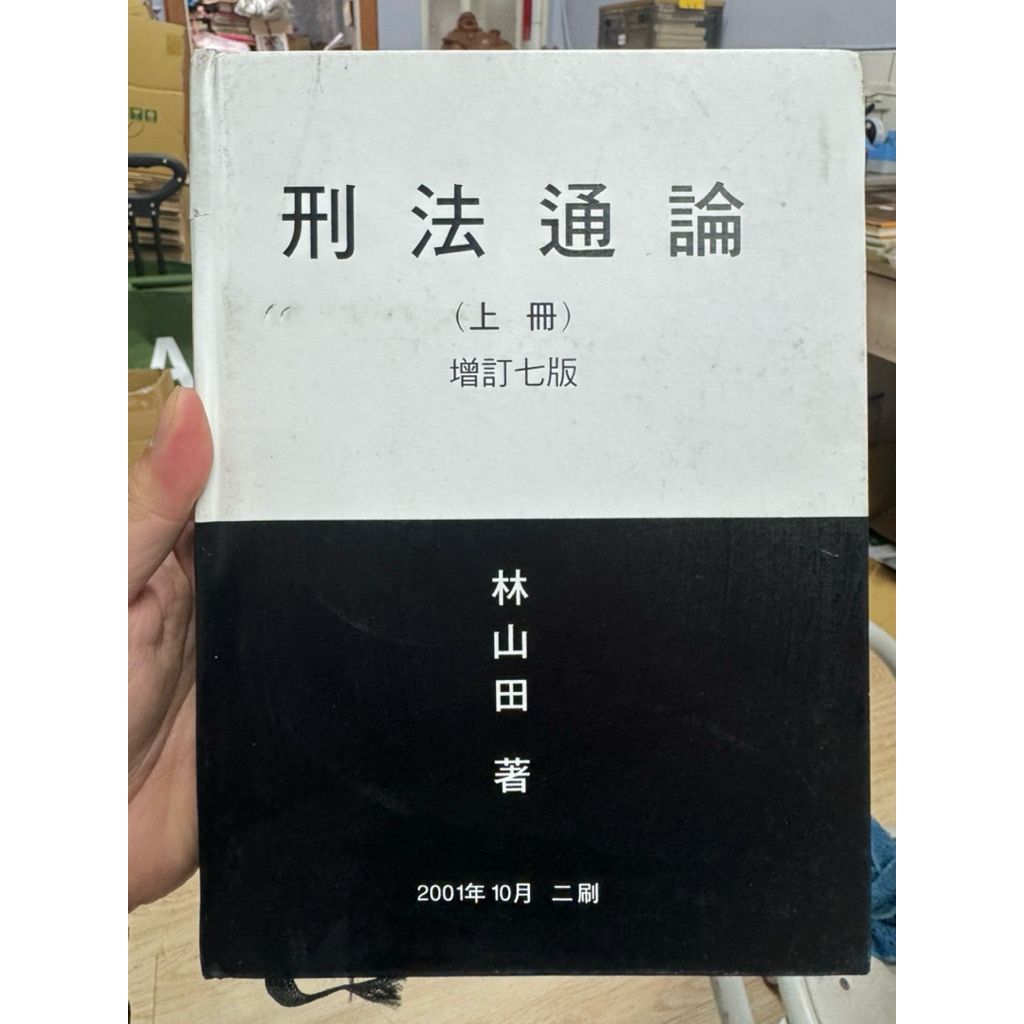 刑法通論
（上冊）
增訂七版
林山田 著
2001年10月 二刷